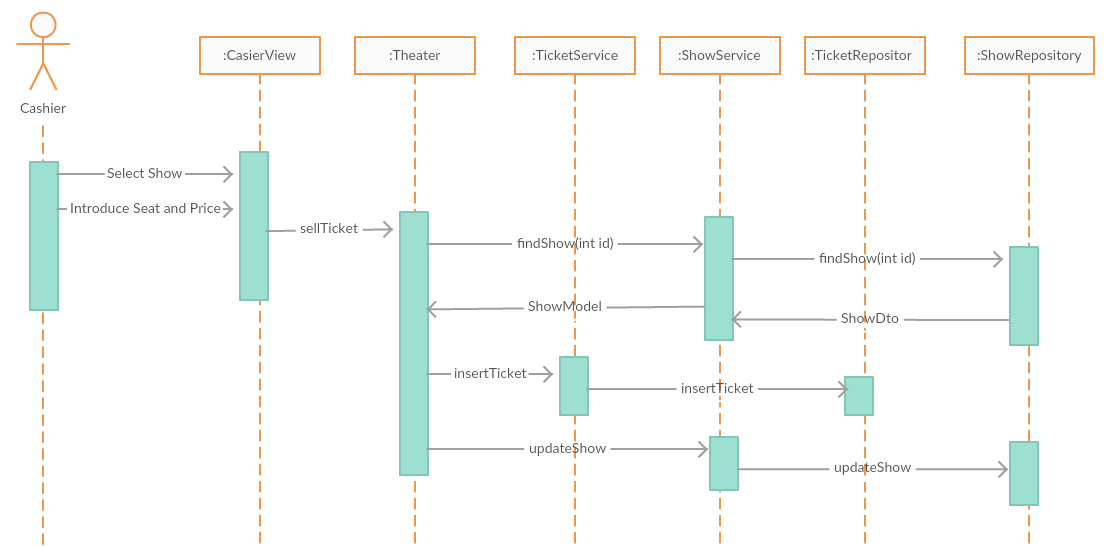 :CasierView
:Theater
:TicketService
:ShowService
:TicketRepositor
:ShowRepository
Cashier
Select Show
Introduce Seat and Price
sellTicket
findShow(int id)
findShow(int id)
ShowModel
ShowDto
insertTicket
insertTicket
updateShow
updateShow